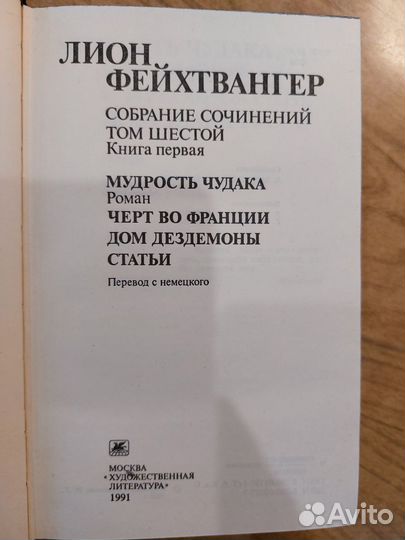 ЛИОН
ФЕЙХТВАНГЕР
СОБРАНИЕ СОЧИНЕНИЙ
ТОМ ШЕСТОЙ
Книга первая
МУДРОСТЬ ЧУДАКА
Роман
ЧЕРТ ВО ФРАНЦИИ
ДОМ ДЕЗДЕМОНЫ
СТАТЬИ
Перевод с немецкого
МОСКВА
«ХУДОЖЕСТВЕННАЯ
ЛИТЕРАТУРА»
1991
Avito